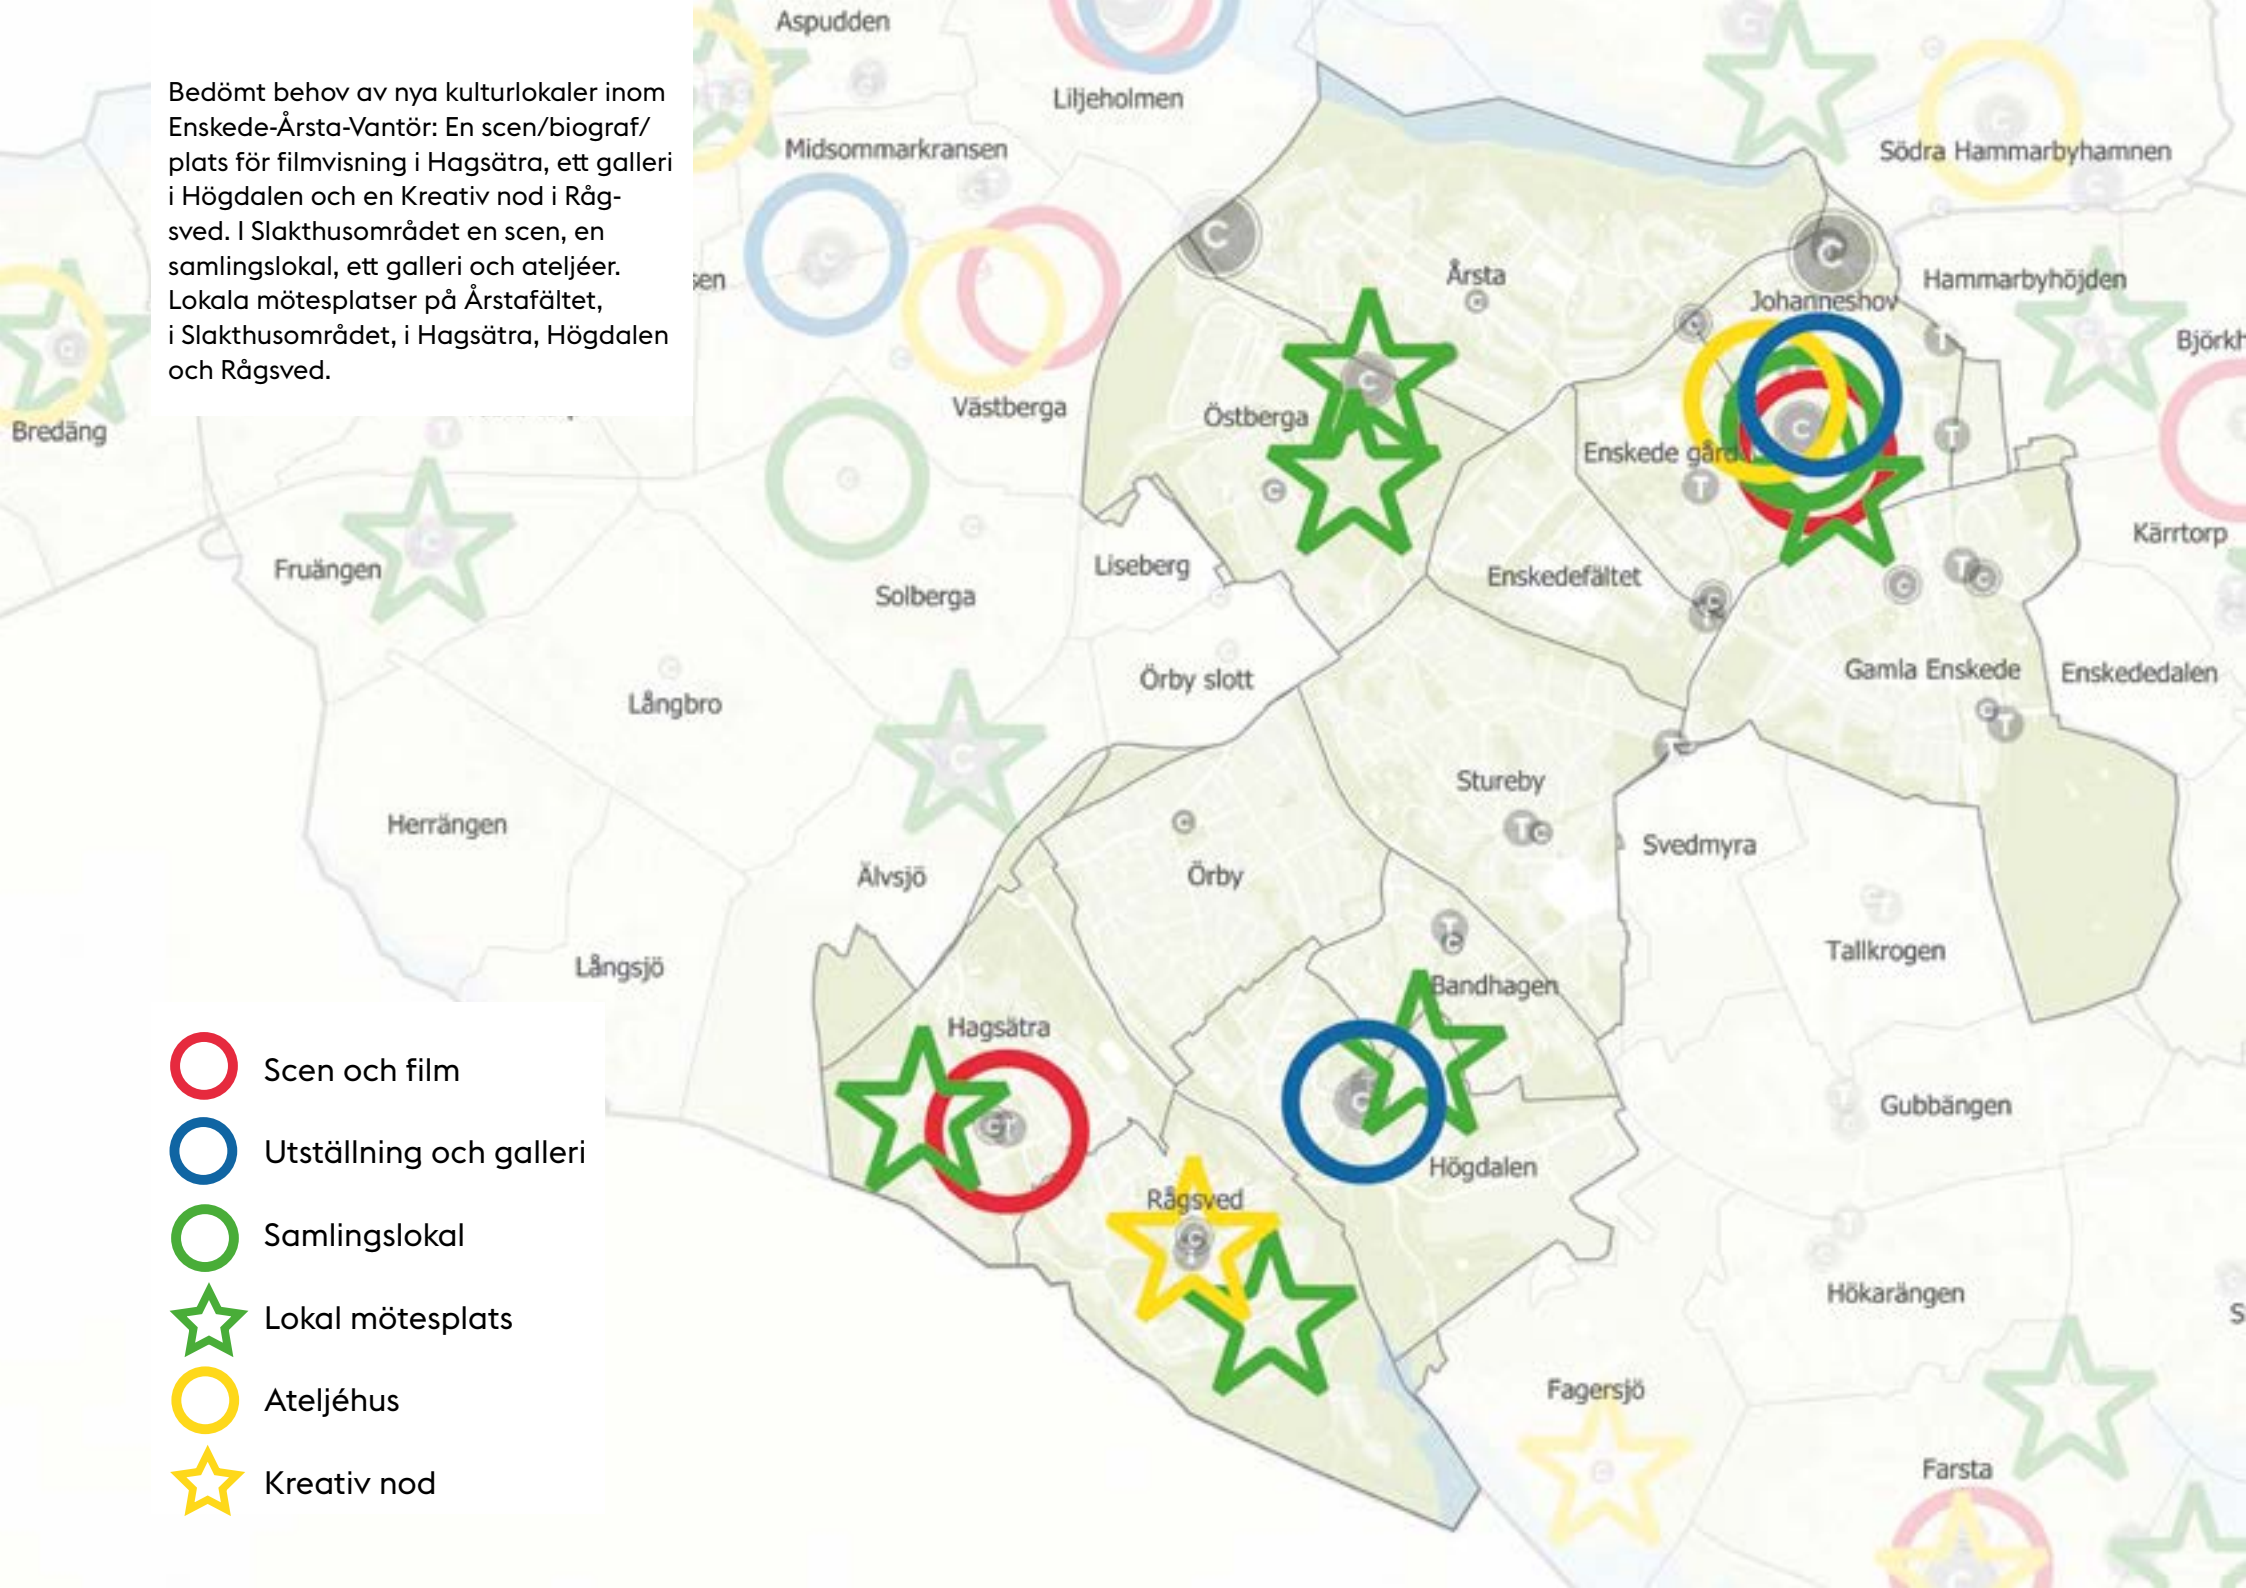 Bedömt behov av nya kulturlokaler inom
Enskede-Årsta-Vantör: En scen/biograf/
plats för filmvisning i Hagsätra, ett galleri
i Högdalen och en Kreativ nod i Råg-
sved. I Slakthusområdet en scen, en
samlingslokal, ett galleri och ateljéer.
Lokala mötesplatser på Årstafältet,
i Slakthusområdet, i Hagsätra, Högdalen
och Rågsved.
Aspudden
Liljeholmen
Midsommarkransen
Södra Hammarbyhamnen
Årsta
Johanneshov
Hammarbyhöjden
Västberga
Östberga
Bredäng
Enskede gård
Kärrtorp
Fruängen
Solberga
Liseberg
Enskedefältet
Örby slott
Gamla Enskede
Enskededalen
Långbro
Stureby
Herrängen
Svedmyra
Älvsjö
Örby
Tallkrogen
Långsjö
Bandhagen
Hagsätra
Gubbängen
Högdalen
Rågsved
Hökarängen
Fagersjö
Farsta
Scen och film
Utställning och galleri
Samlingslokal
Lokal mötesplats
Ateljéhus
Kreativ nod